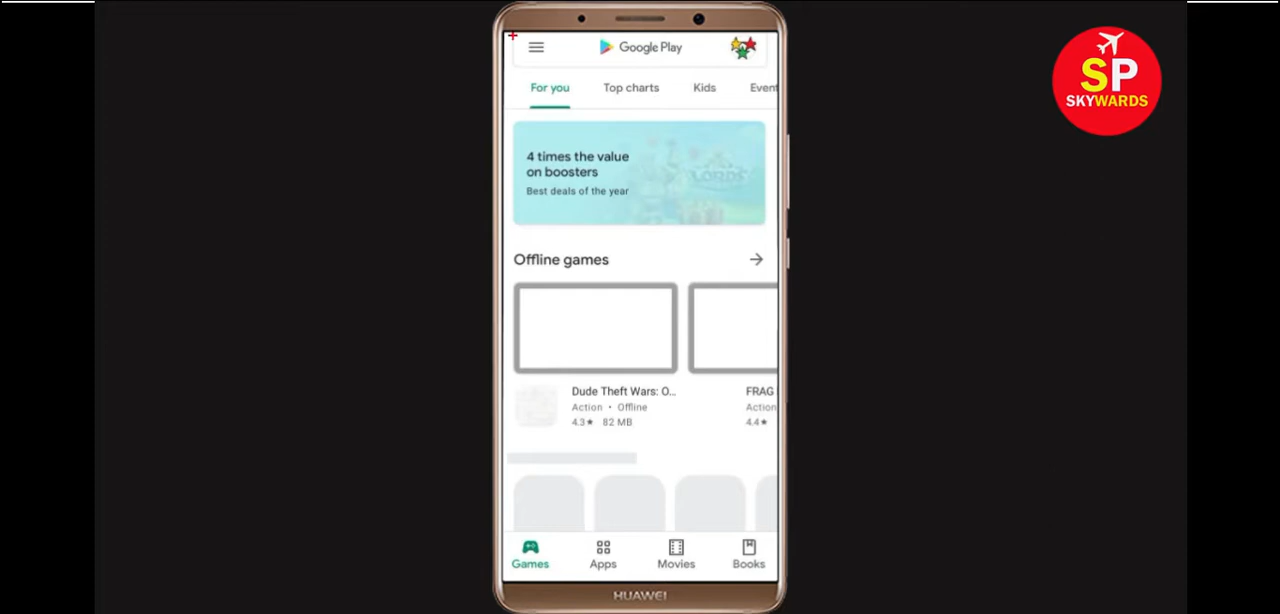 Google Play
SP
SKYWARDS
For you
Top charts
Kids
Event
4 times the value
on boosters
Best deals of the year
LORDS
Offline games
Dude Theft Wars: O...
FRAG
Action • Offline
Action
4.3★ 82 MB
4.4★
Games
Apps
Movies
Books
HUAWEI